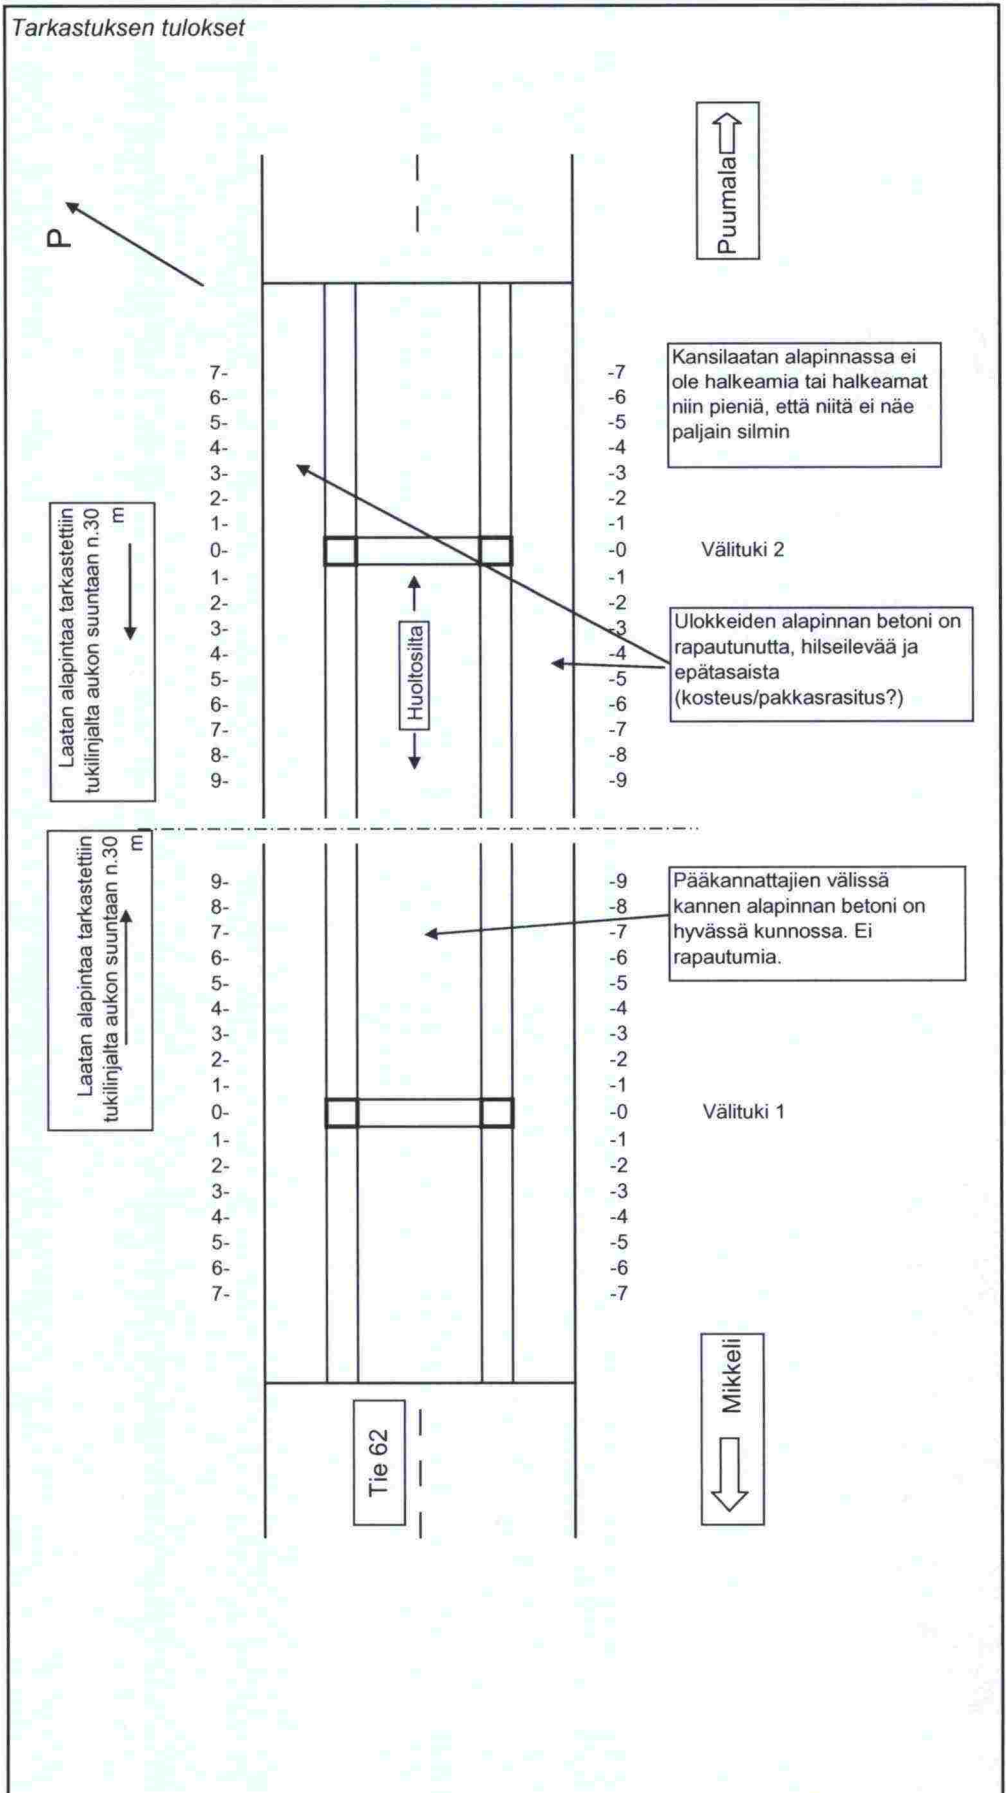 Tarkastuksen tulokset
P
Puumala
7- -7
6- -6
5- -5
4- -4
3- -3
2- -2
1- -1
0- -0
1- -1
2- -2
3- -3
4- -4
5- -5
6- -6
7- -7
8- -8
9- -9
Kansilaatan alapinnassa ei
ole halkeamia tai halkeamat
niin pieniä, että niitä ei näe
paljain silmin
Laatan alapintaa tarkastettiin
tukilinjalta aukon suuntaan n.30
m
Välituki 2
Huoltosilta
Ulokkeiden alapinnan betoni on
rapautunutta, hilseilevää ja
epätasaista
(kosteus/pakkasrasitus?)
Laatan alapintaa tarkastettiin
tukilinjalta aukon suuntaan n.30
m
9- -9
8- -8
7- -7
6- -6
5- -5
4- -4
3- -3
2- -2
1- -1
0- -0
1- -1
2- -2
3- -3
4- -4
5- -5
6- -6
7- -7
Pääkannattajien välissä
kannen alapinnan betoni on
hyvässä kunnossa. Ei
rapautumia.
Välituki 1
Tie 62
Mikkeli